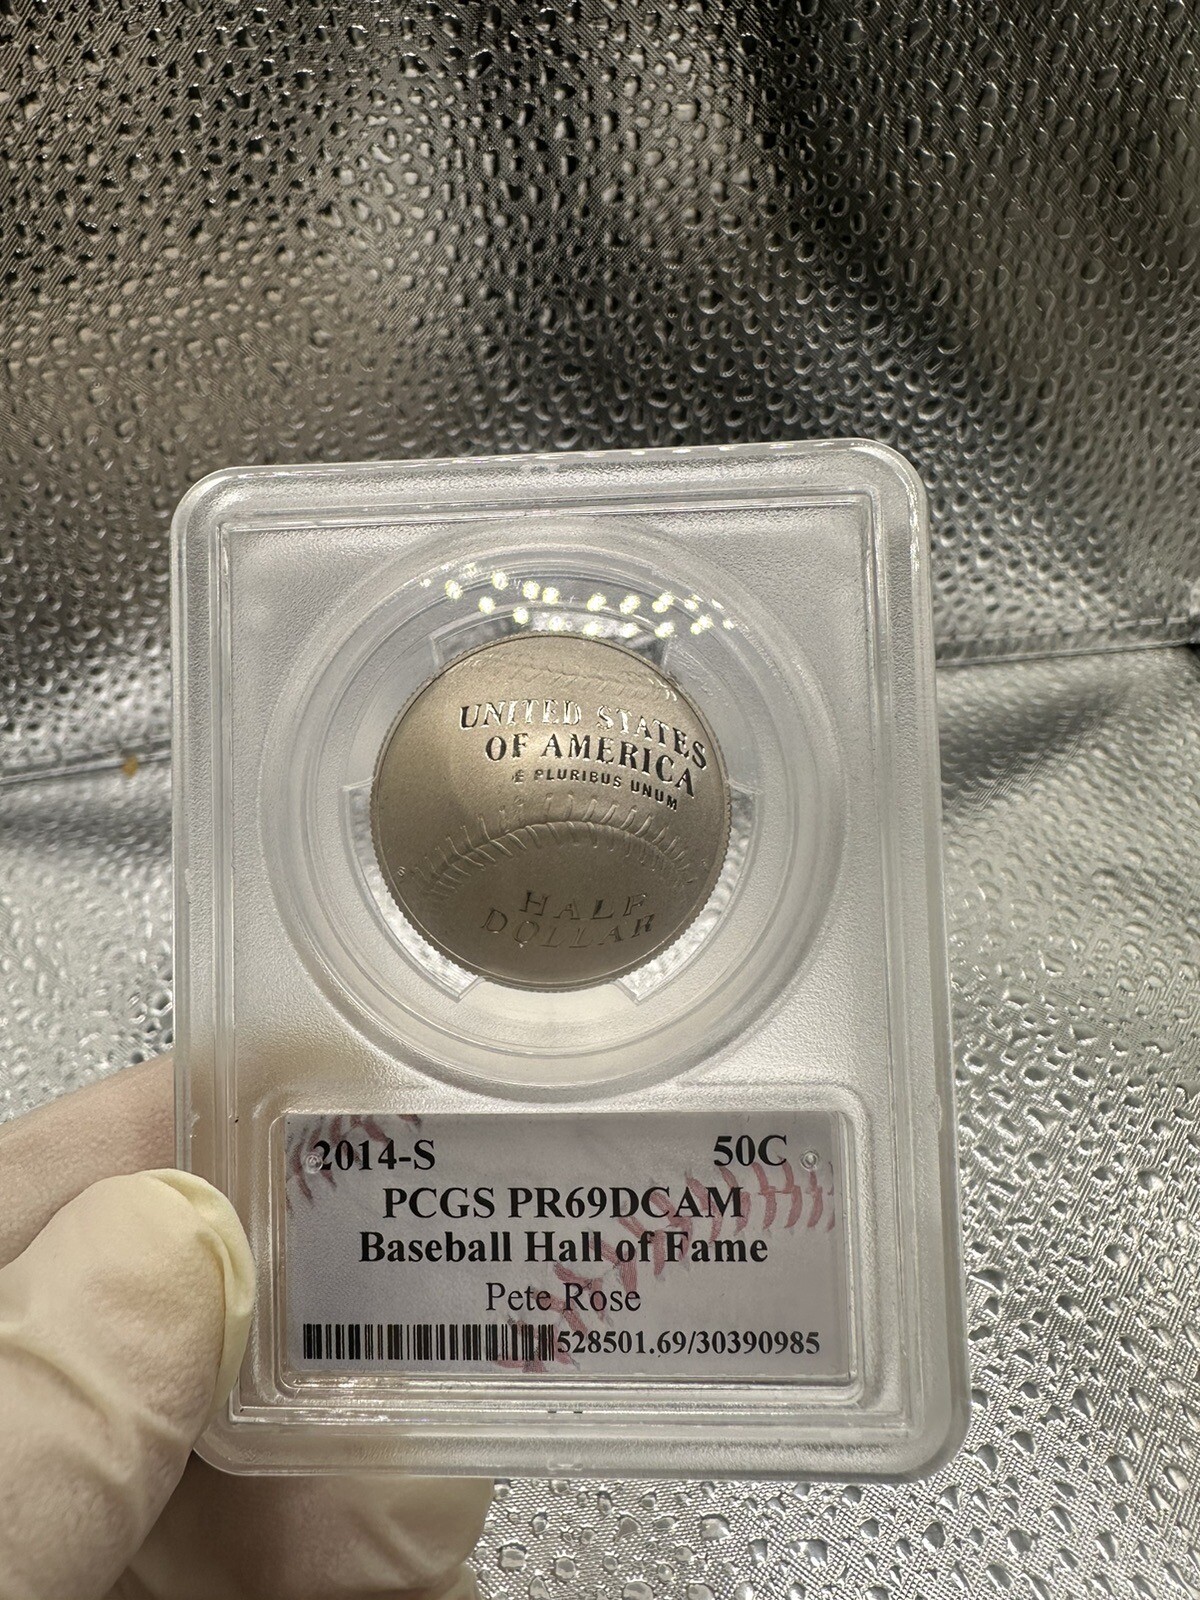 UNITED STATES
OF AMERICA
E PLURIBUS UNUM
HALF
DOLLAR
2014-S 50C
PCGS PR69DCAM
Baseball Hall of Fame
Pete Rose
528501.69/30390985